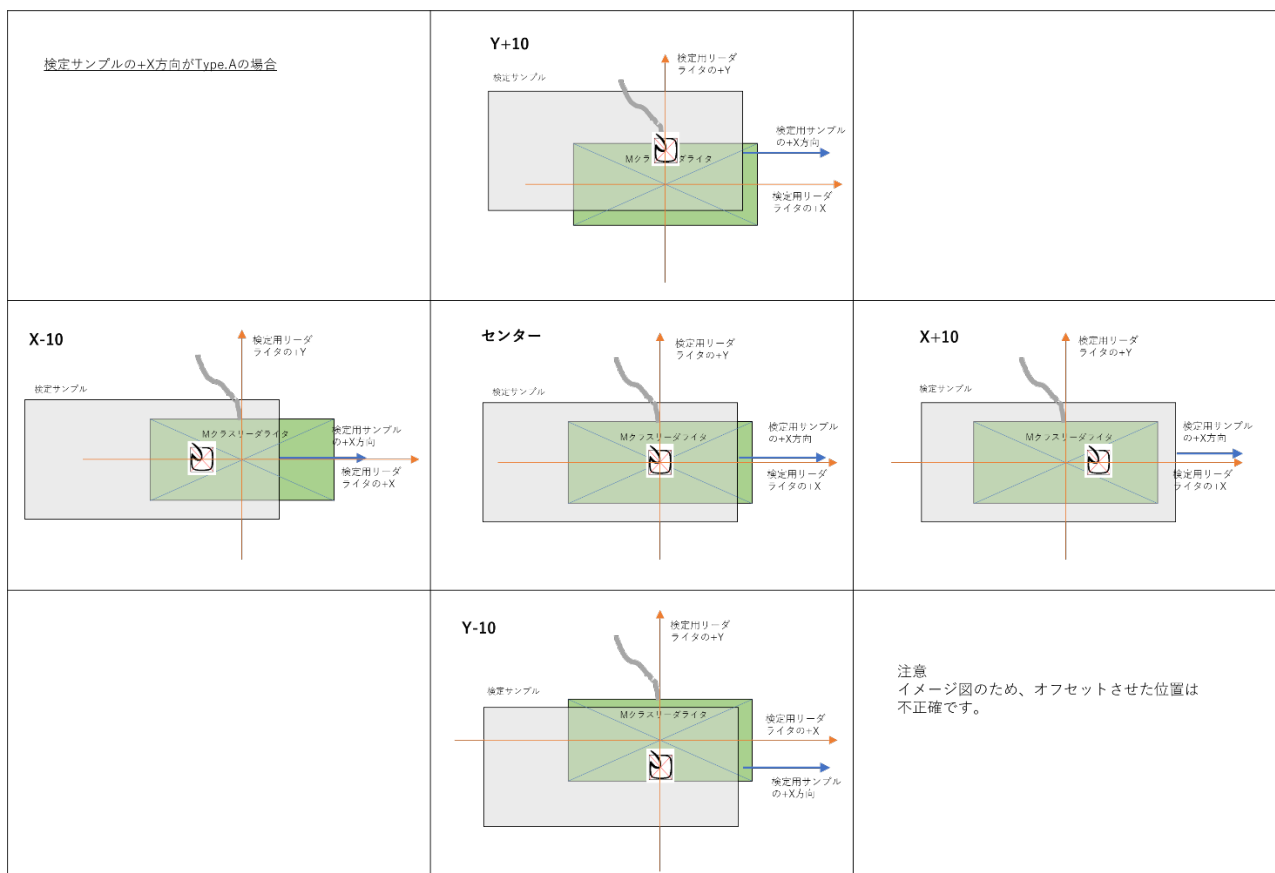 検定サンプルの+X方向がType.Aの場合
Y+10
検定用リーダ
ライタの+Y
検定サンプル
検定用サンプル
の+X方向
Mクラ
ダライタ
検定用リーダ
ライタの+X
X-10
検定用リーダ
ライタの+Y
検定サンプル
Mクラスリーダライタ
検定用サンプル
の+X方向
検定用リーダ
ライタの+X
センター
検定用リーダ
ライタの+Y
検定サンプル
Mクラスリーダライタ
検定用サンプル
の+X方向
検定用リーダ
ライタの+X
X+10
検定用リーダ
ライタの+Y
検定サンプル
Mクラスリーダライタ
検定用サンプル
の+X方向
検定用リーダ
ライタの+X
Y-10
検定用リーダ
ライタの+Y
検定サンプル
Mクラスリーダライタ
検定用リーダ
ライタの+X
検定用サンプル
の+X方向
注意
イメージ図のため、オフセットさせた位置は
不正確です。